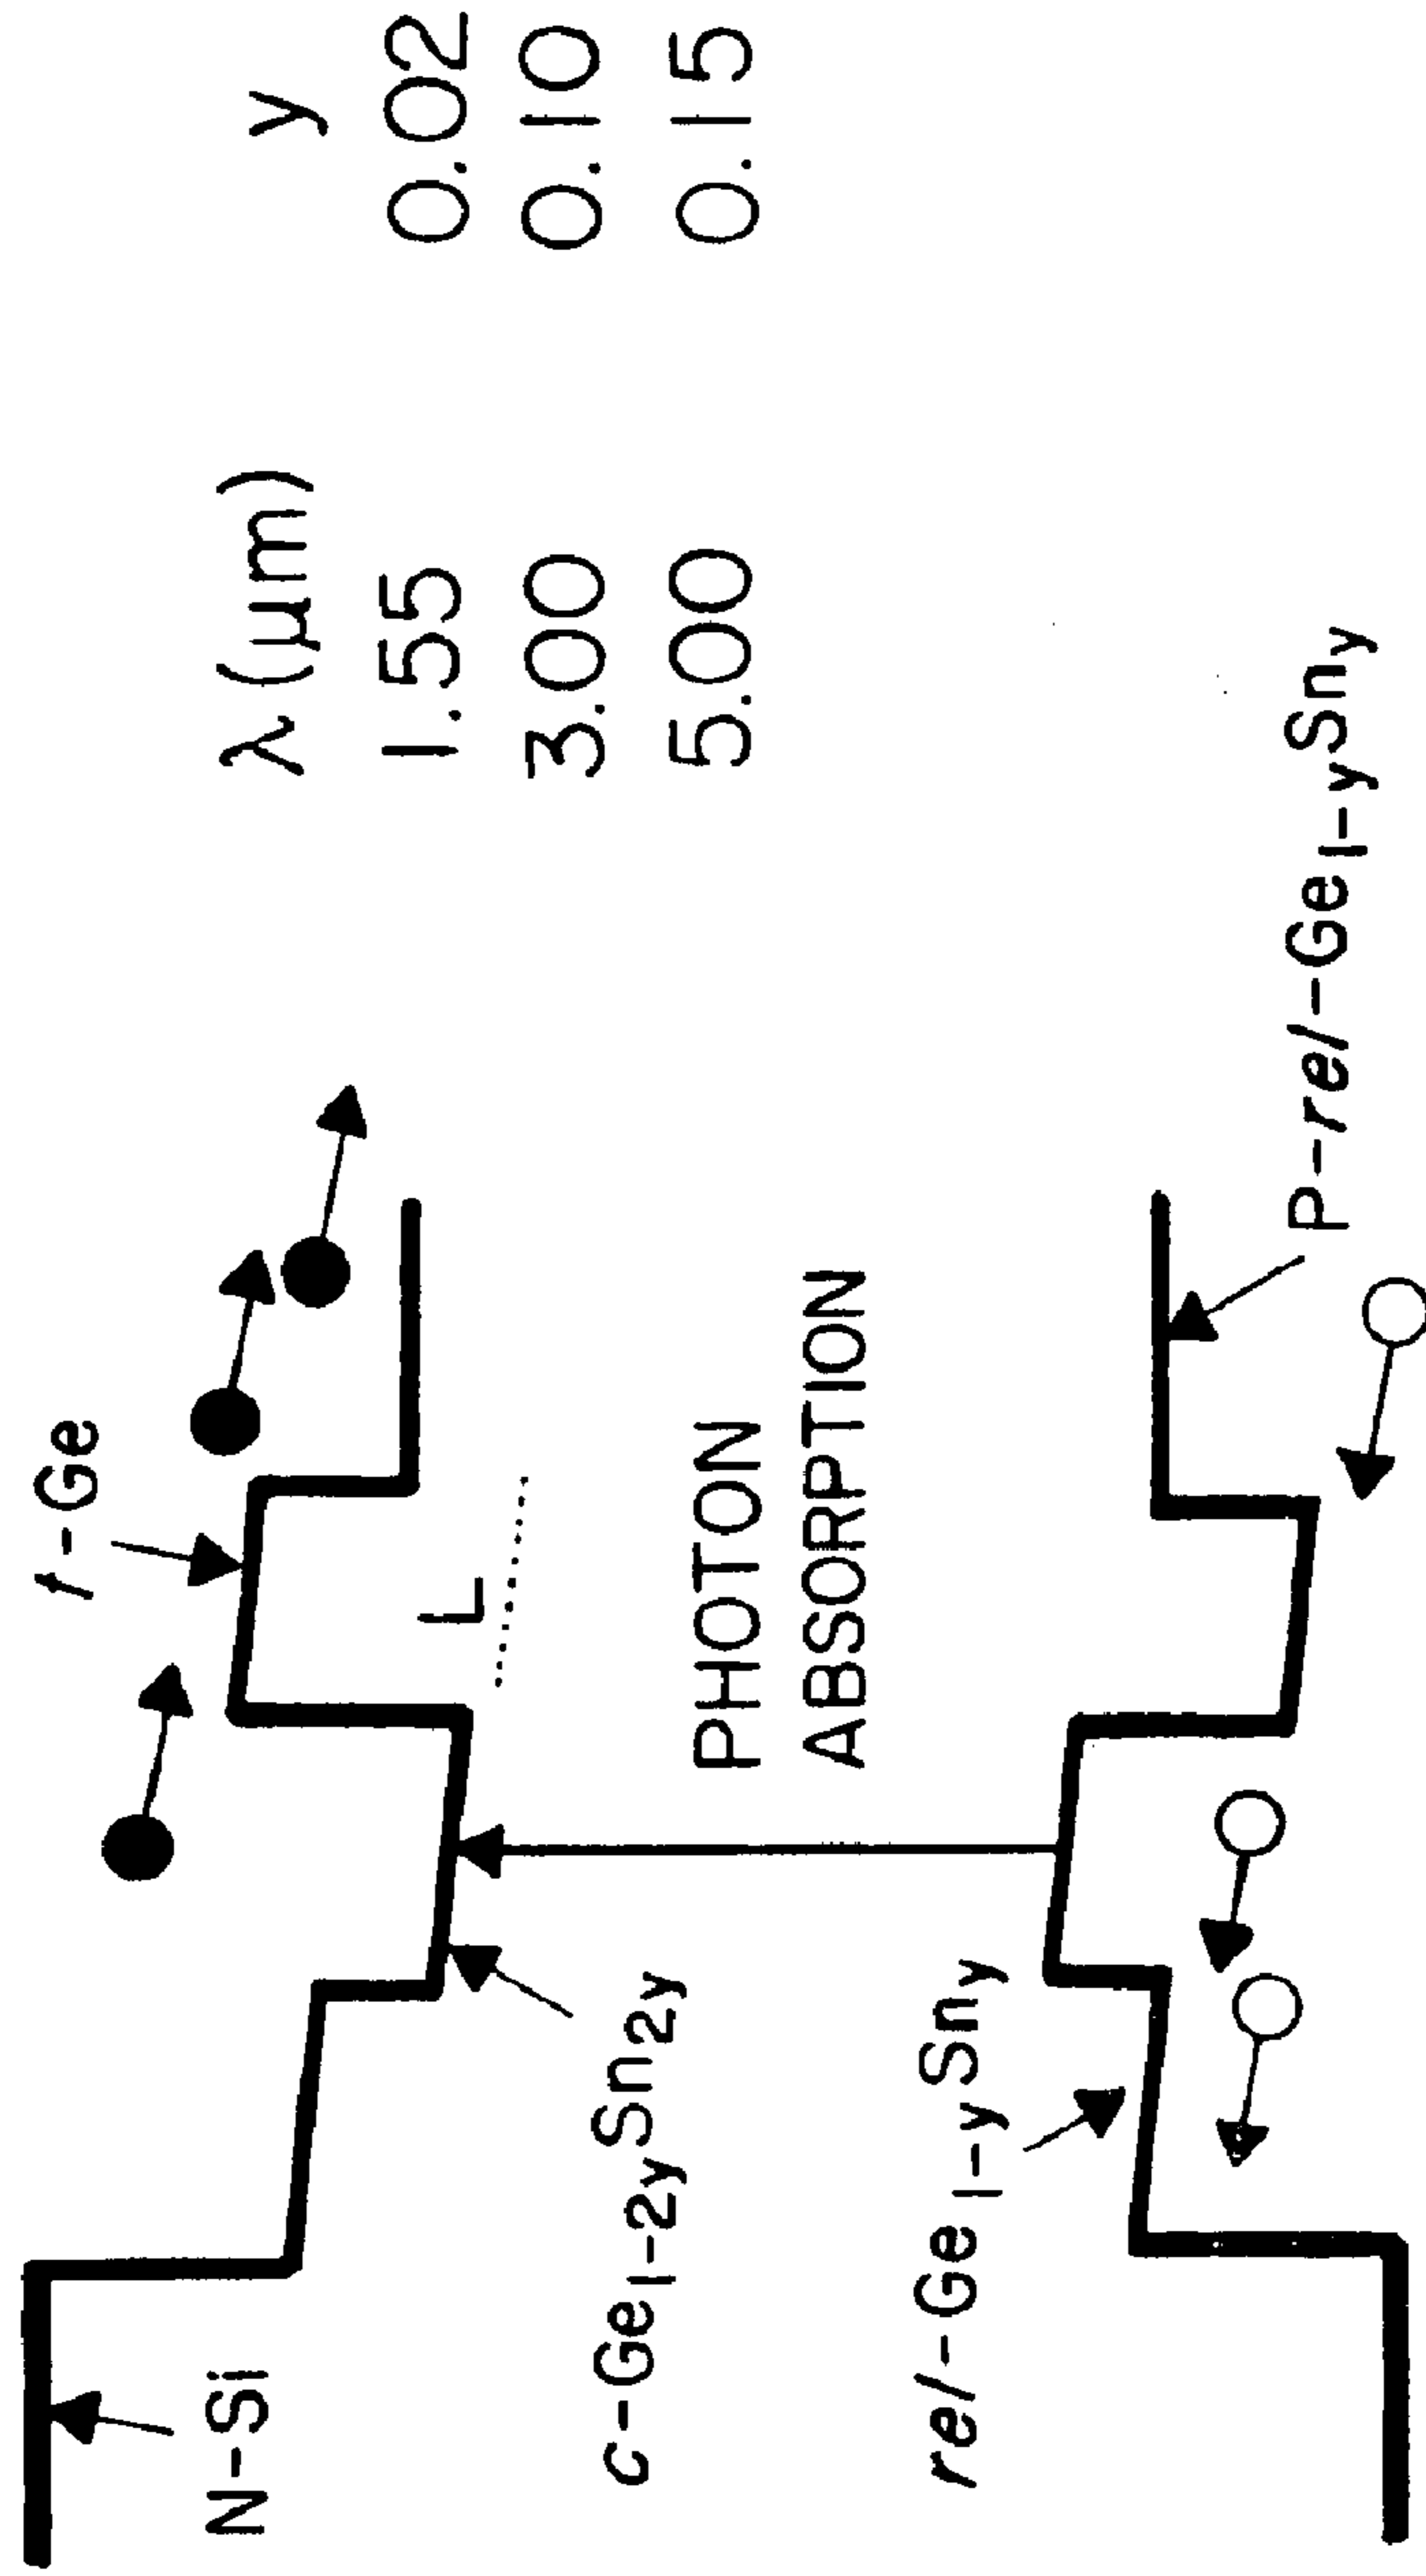 N-Si
t-Ge
λ (μm) y
1.55 0.02
3.00 0.10
5.00 0.15
L
c-Ge1-2ySn2y
PHOTON
ABSORPTION
rel-Ge1-ySny
P-rel-Ge1-ySny